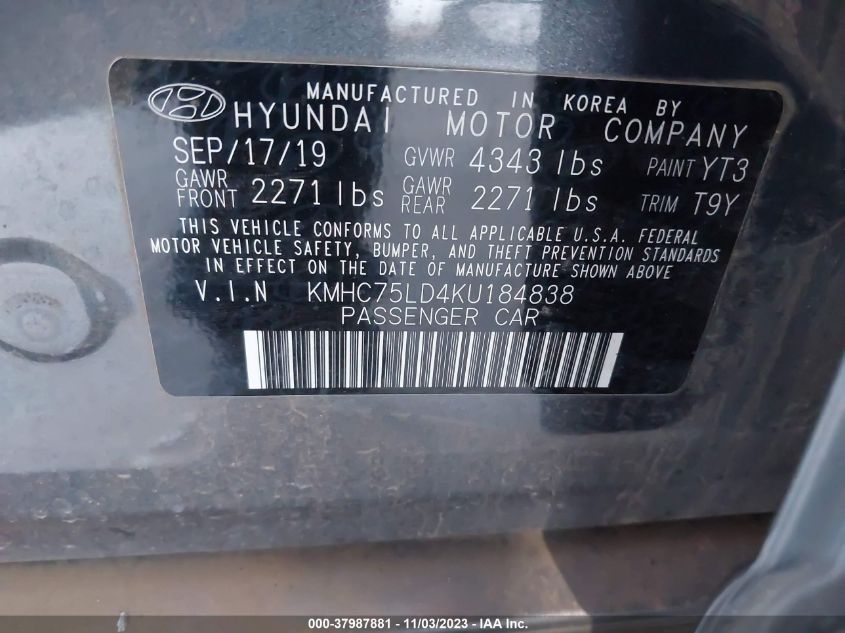 MANUFACTURED IN KOREA BY
HYUNDAI MOTOR COMPANY
SEP/17/19 GVWR 4343 lbs PAINT YT3
GAWR FRONT 2271 lbs GAWR REAR 2271 lbs TRIM T9Y
THIS VEHICLE CONFORMS TO ALL APPLICABLE U.S.A. FEDERAL
MOTOR VEHICLE SAFETY, BUMPER, AND THEFT PREVENTION STANDARDS
IN EFFECT ON THE DATE OF MANUFACTURE SHOWN ABOVE
V.I.N KMHC75LD4KU184838
PASSENGER CAR
000-37987881 - 11/03/2023 - IAA Inc.